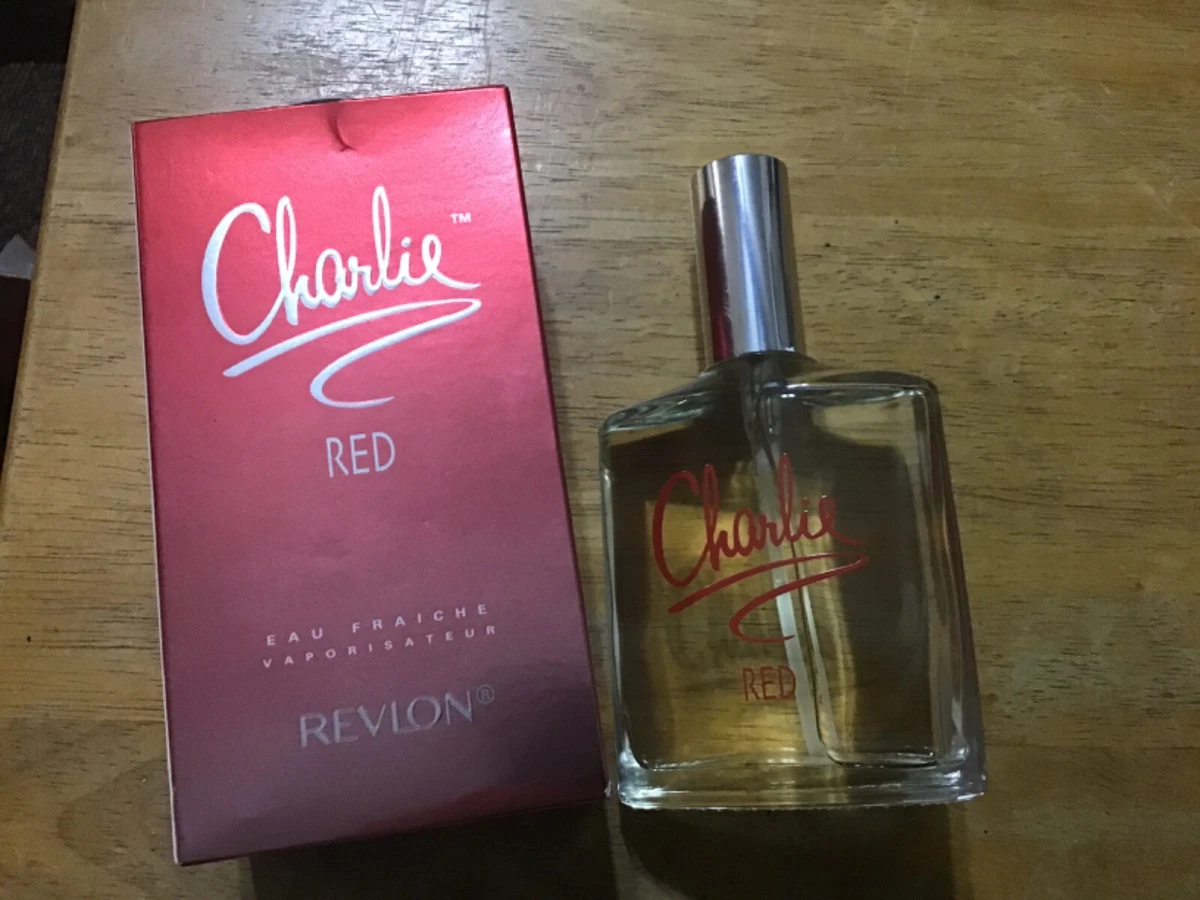 Charlie™
RED
EAU FRAICHE
VAPORISATEUR
REVLON®
Charlie
RED